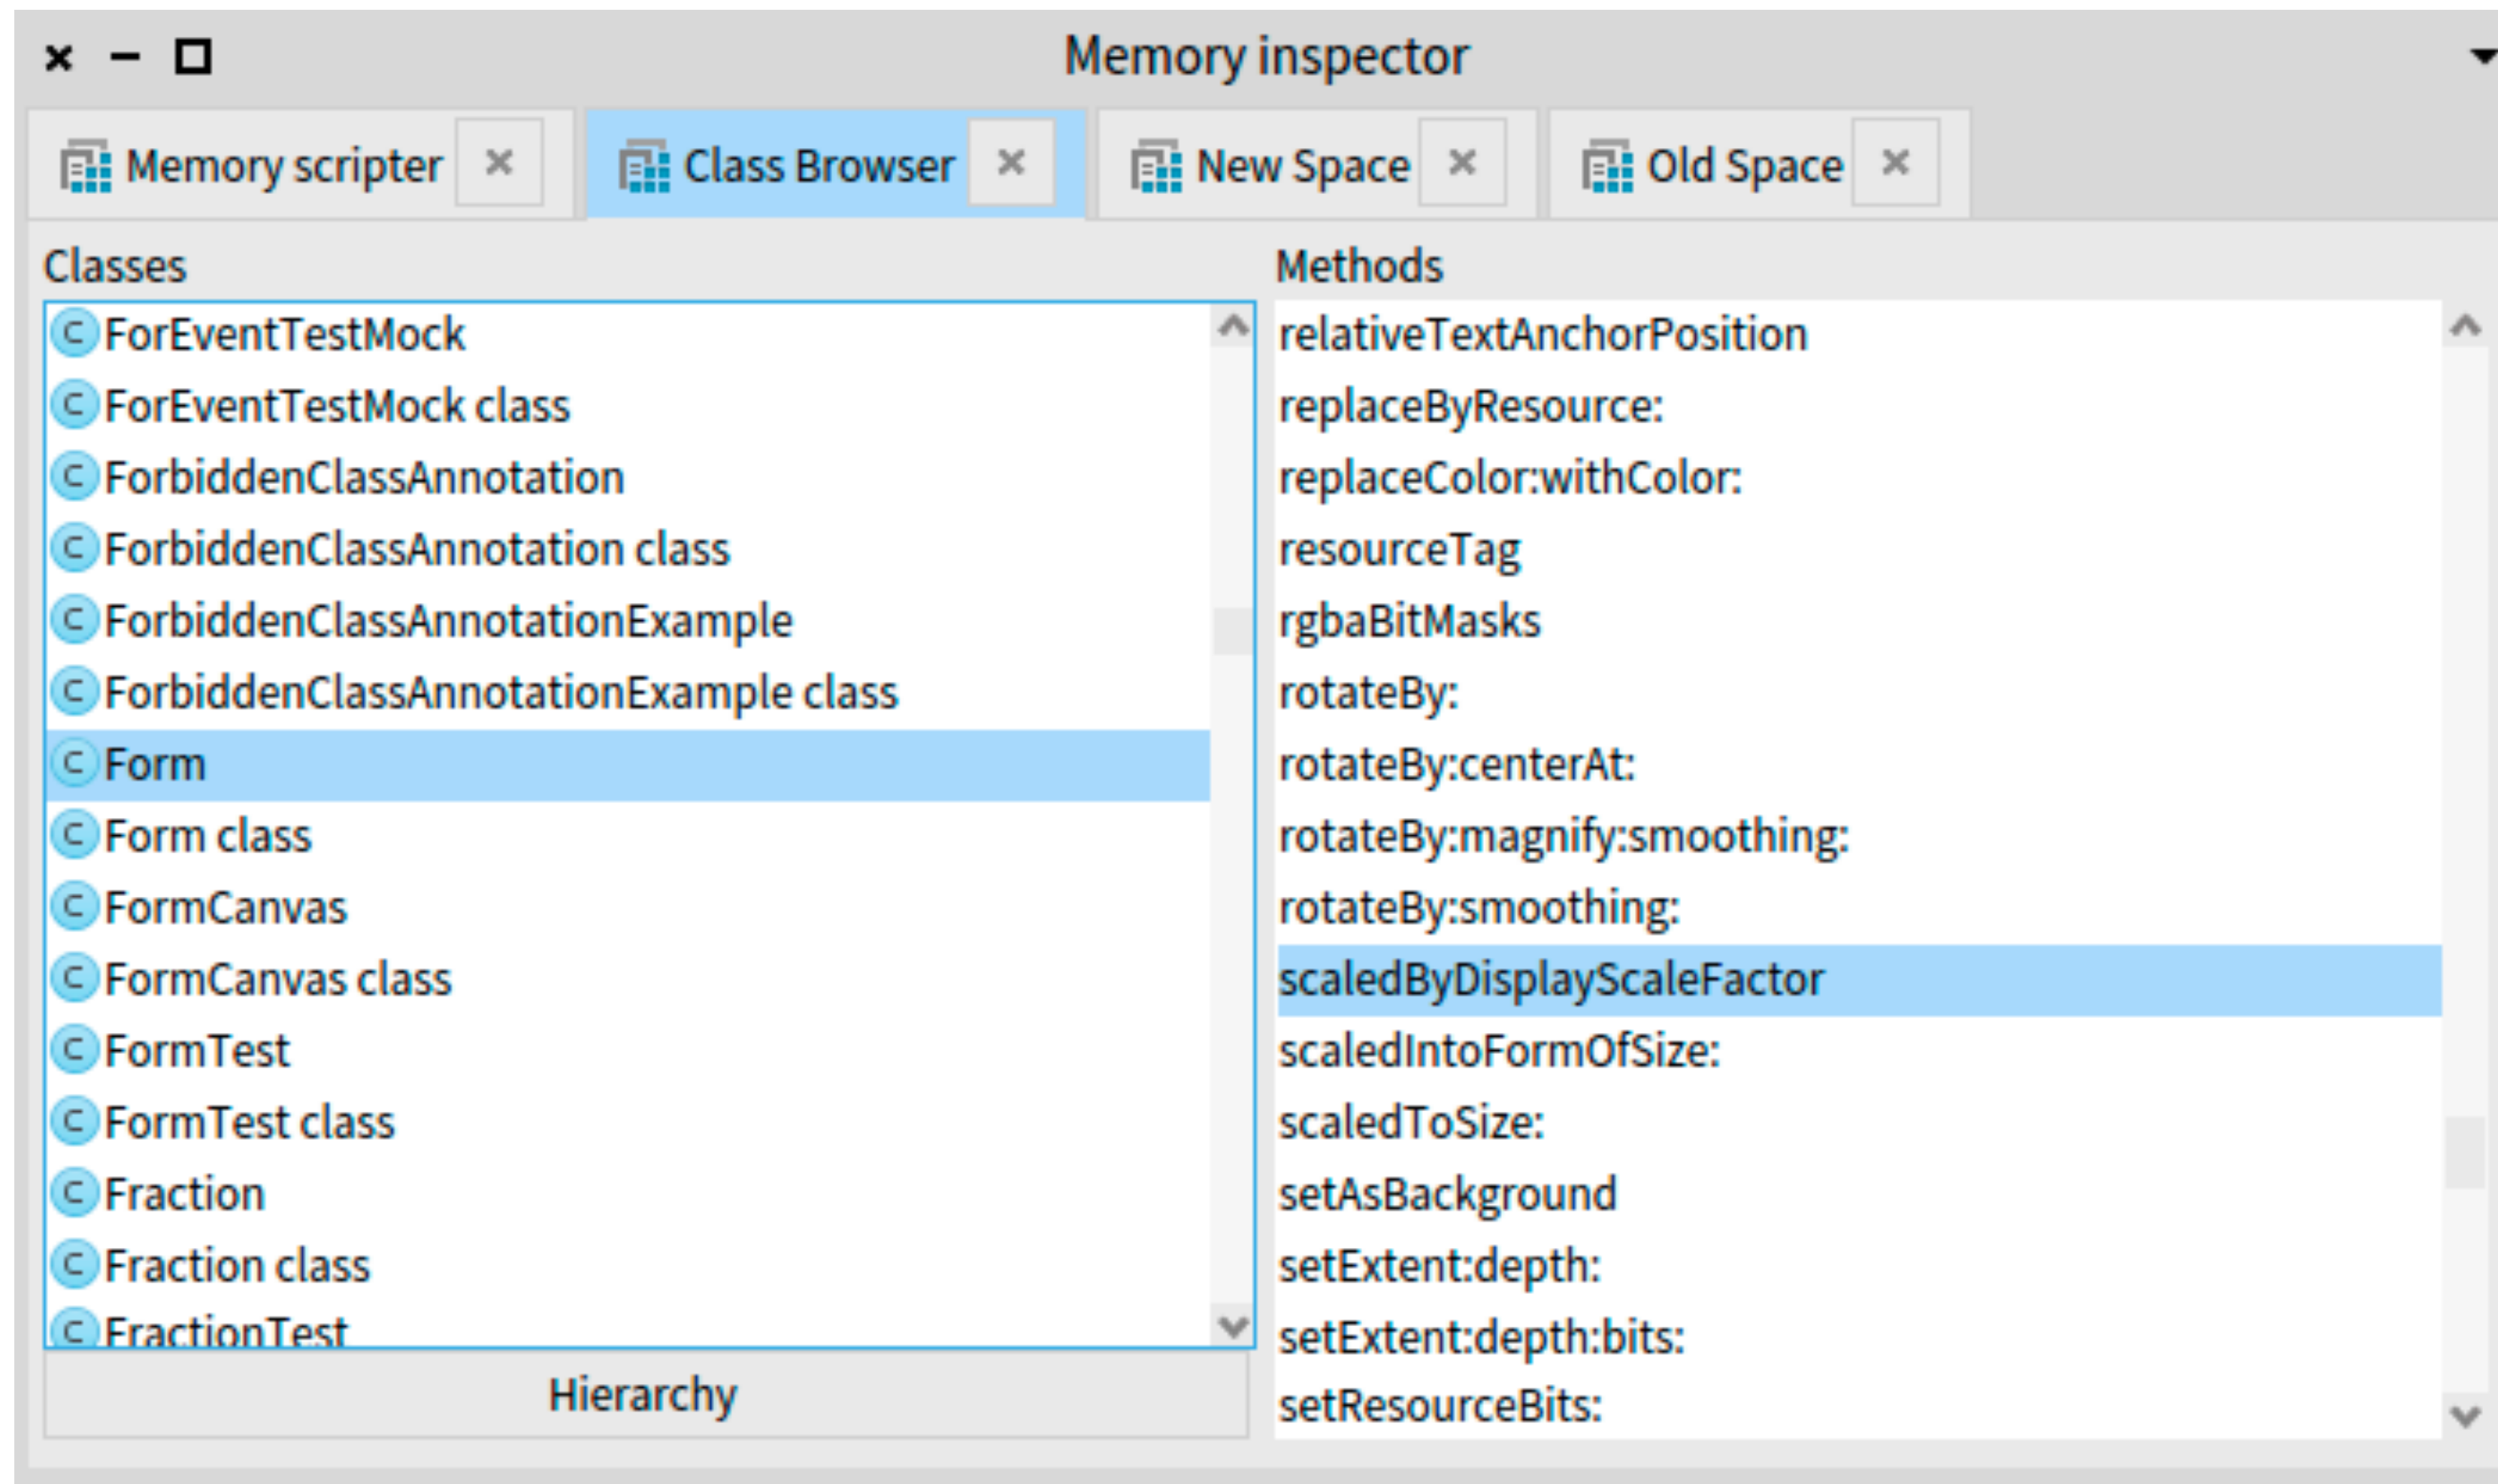 Memory inspector
Memory scripter
Class Browser
New Space
Old Space
Classes
ForEventTestMock
ForEventTestMock class
ForbiddenClassAnnotation
ForbiddenClassAnnotation class
ForbiddenClassAnnotationExample
ForbiddenClassAnnotationExample class
Form
Form class
FormCanvas
FormCanvas class
FormTest
FormTest class
Fraction
Fraction class
FractionTest
Hierarchy
Methods
relativeTextAnchorPosition
replaceByResource:
replaceColor:withColor:
resourceTag
rgbaBitMasks
rotateBy:
rotateBy:centerAt:
rotateBy:magnify:smoothing:
rotateBy:smoothing:
scaledByDisplayScaleFactor
scaledIntoFormOfSize:
scaledToSize:
setAsBackground
setExtent:depth:
setExtent:depth:bits:
setResourceBits: